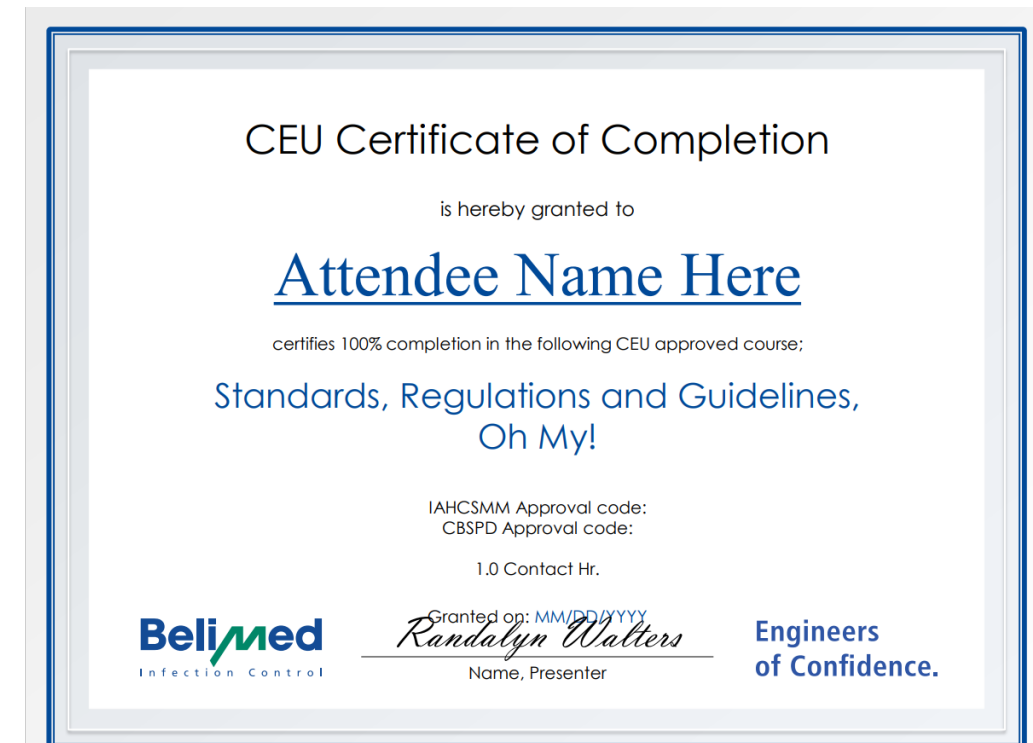 CEU Certificate of Completion
is hereby granted to
Attendee Name Here
certifies 100% completion in the following CEU approved course;
Standards, Regulations and Guidelines,
Oh My!
IAHCSMM Approval code:
CBSPD Approval code:
1.0 Contact Hr.
Granted on: MM/DD/YYYY
Randalyn Walters
Name, Presenter
Belimed
Infection Control
Engineers
of Confidence.